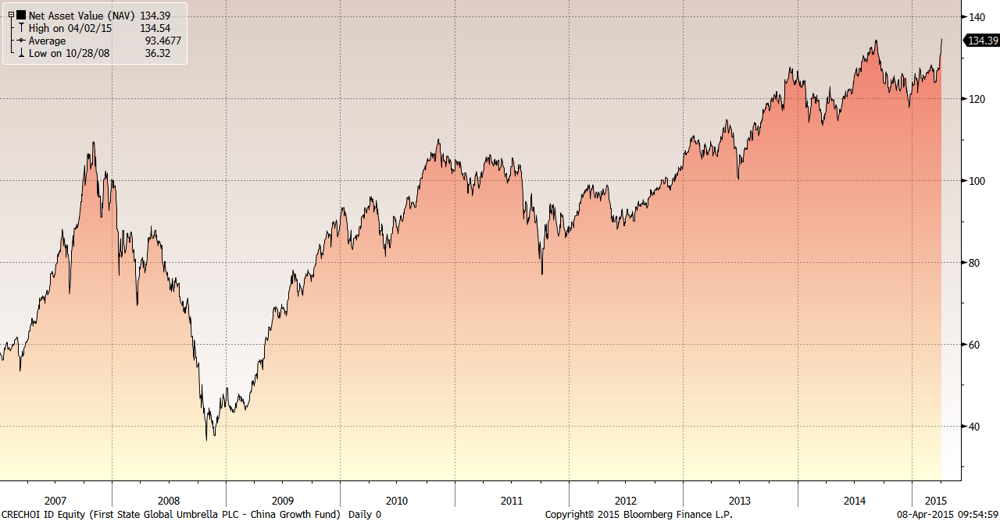 Net Asset Value (NAV) 134.39
High on 04/02/15 134.54
Average 93.4677
Low on 10/28/08 36.32
140
134.39
120
100
80
60
40
2007 2008 2009 2010 2011 2012 2013 2014 2015
CRECHOI ID Equity (First State Global Umbrella PLC - China Growth Fund) Daily 0 Copyright© 2015 Bloomberg Finance L.P. 08-Apr-2015 09:54:59